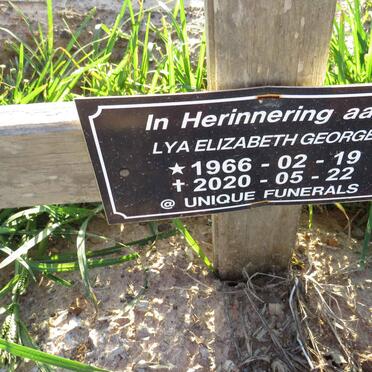 In Herinnering aa
LYA ELIZABETH GEORGE
★ 1966 - 02 - 19
✝ 2020 - 05 - 22
@ UNIQUE FUNERALS